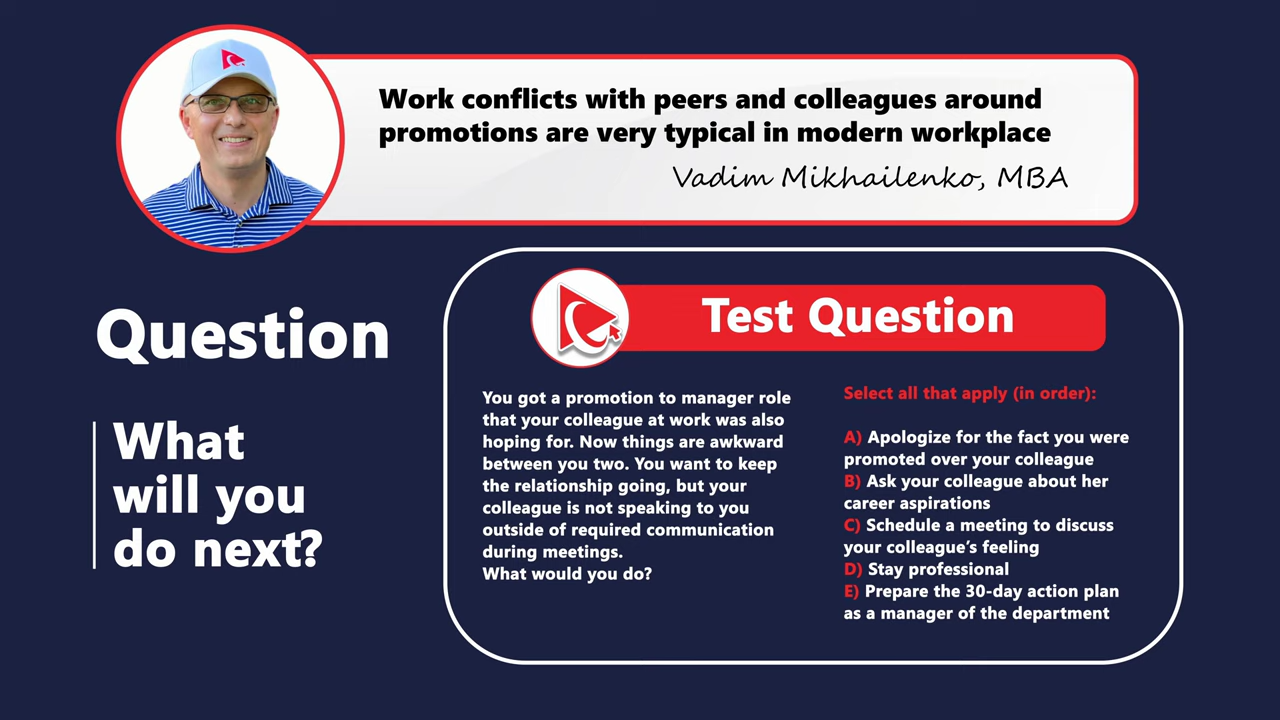 Work conflicts with peers and colleagues around
promotions are very typical in modern workplace
Vadim Mikhailenko, MBA
Question
What
will you
do next?
Test Question
You got a promotion to manager role
that your colleague at work was also
hoping for. Now things are awkward
between you two. You want to keep
the relationship going, but your
colleague is not speaking to you
outside of required communication
during meetings.
What would you do?
Select all that apply (in order):
A) Apologize for the fact you were
promoted over your colleague
B) Ask your colleague about her
career aspirations
C) Schedule a meeting to discuss
your colleague's feeling
D) Stay professional
E) Prepare the 30-day action plan
as a manager of the department